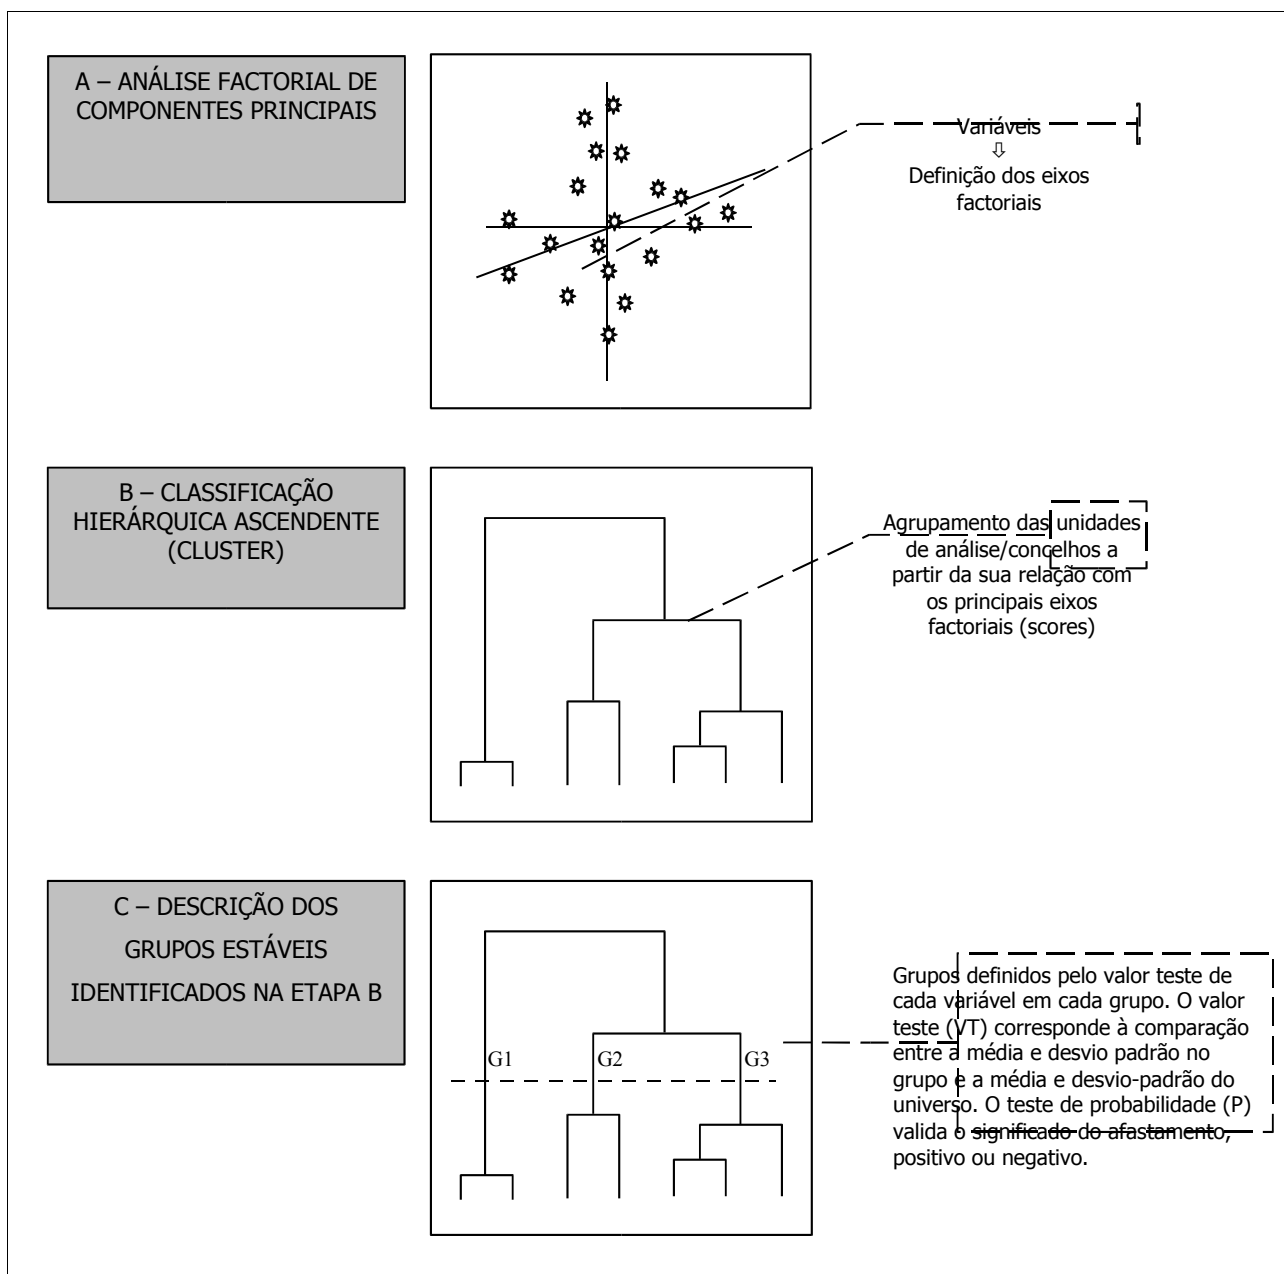 A – ANÁLISE FACTORIAL DE
COMPONENTES PRINCIPAIS
Variáveis
⇩
Definição dos eixos
factoriais
B – CLASSIFICAÇÃO
HIERÁRQUICA ASCENDENTE
(CLUSTER)
Agrupamento das unidades
de análise/concelhos a
partir da sua relação com
os principais eixos
factoriais (scores)
C – DESCRIÇÃO DOS
GRUPOS ESTÁVEIS
IDENTIFICADOS NA ETAPA B
G1 G2 G3
Grupos definidos pelo valor teste de
cada variável em cada grupo. O valor
teste (VT) corresponde à comparação
entre a média e desvio padrão no
grupo e a média e desvio-padrão do
universo. O teste de probabilidade (P)
valida o significado do afastamento,
positivo ou negativo.